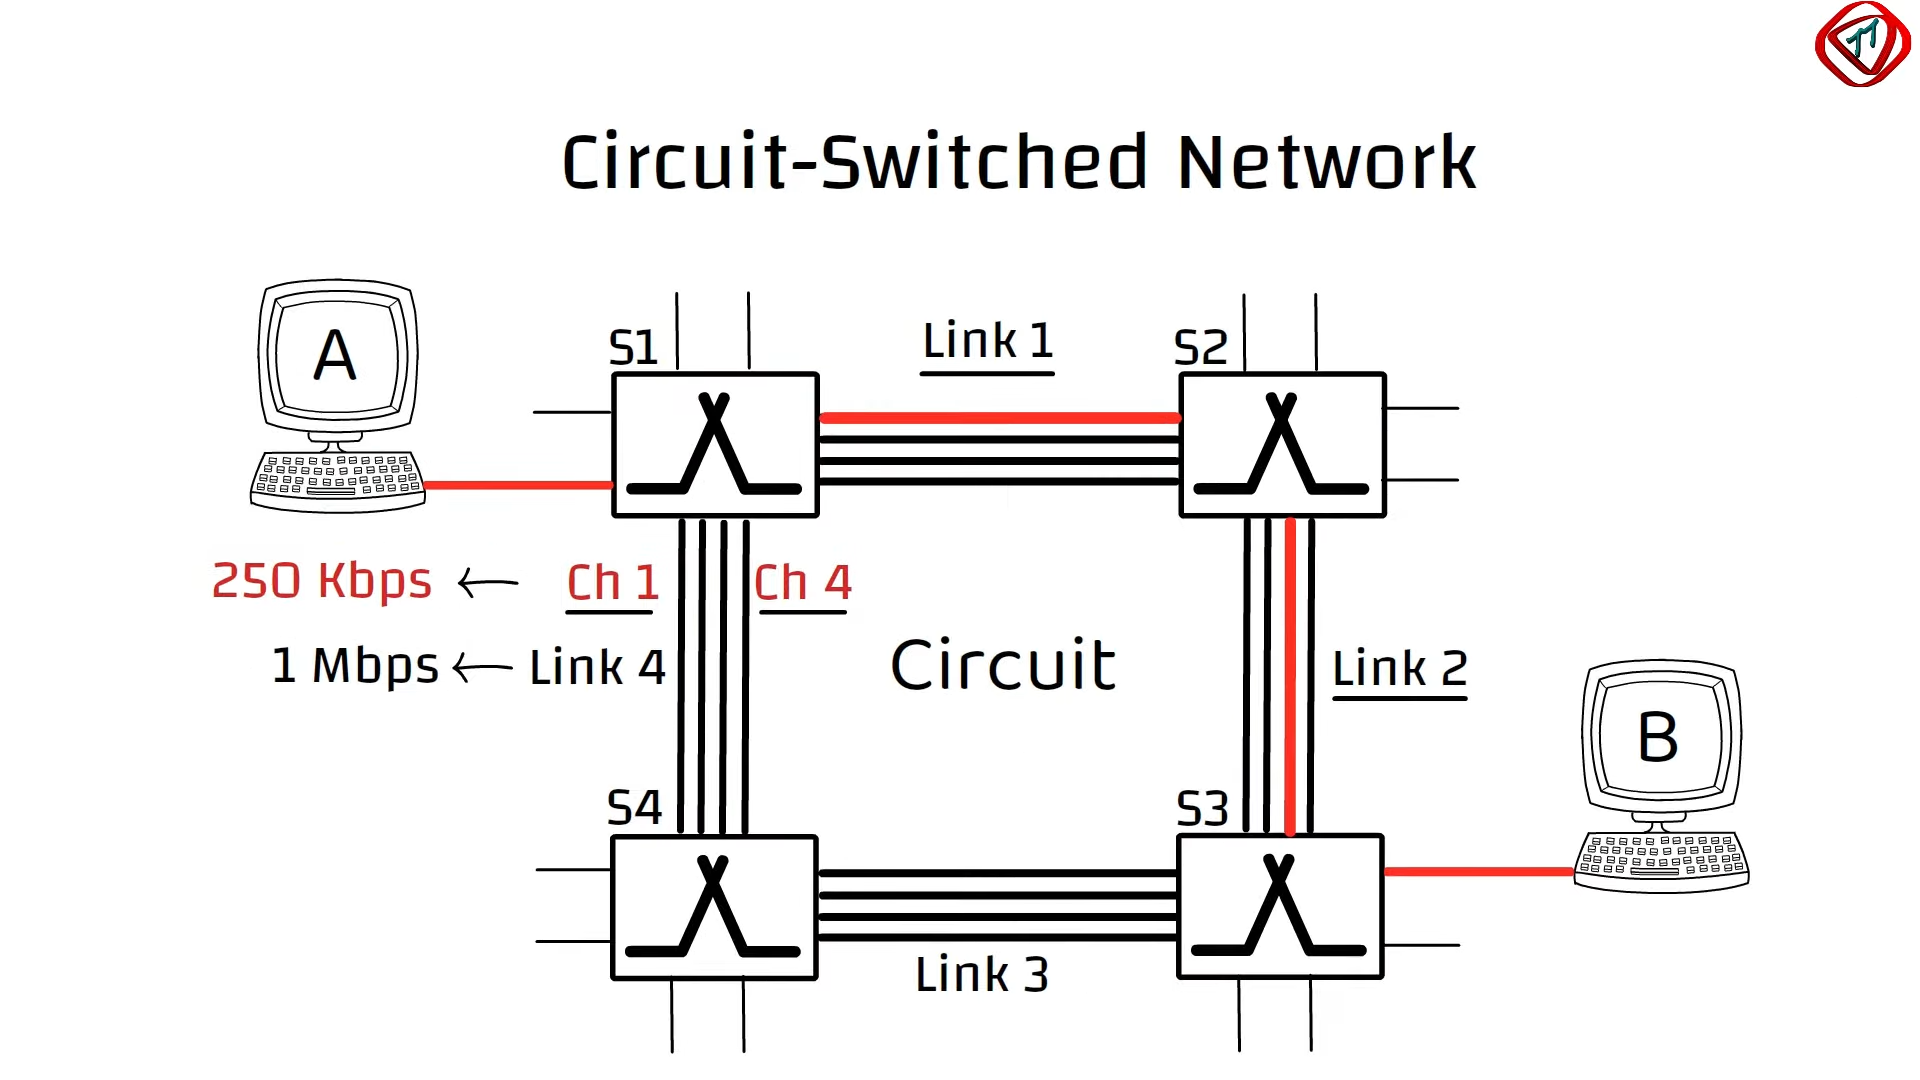 Circuit-Switched Network
A
S1
Link 1
S2
250 Kbps
Ch 1
Ch 4
1 Mbps
Link 4
Circuit
Link 2
B
S4
S3
Link 3